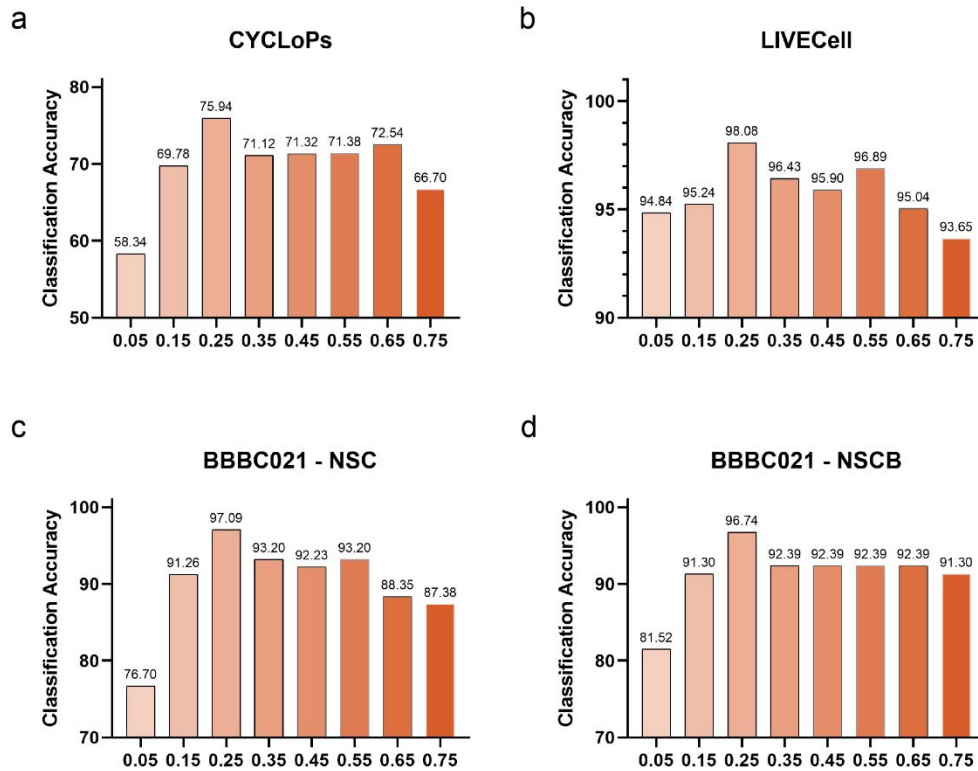 a
CYCLoPs
Classification Accuracy
80
70
60
50
58.34
69.78
75.94
71.12
71.32
71.38
72.54
66.70
0.05 0.15 0.25 0.35 0.45 0.55 0.65 0.75
b
LIVECell
Classification Accuracy
100
95
90
94.84
95.24
98.08
96.43
95.90
96.89
95.04
93.65
0.05 0.15 0.25 0.35 0.45 0.55 0.65 0.75
c
BBBC021 - NSC
Classification Accuracy
100
90
80
70
76.70
91.26
97.09
93.20
92.23
93.20
88.35
87.38
0.05 0.15 0.25 0.35 0.45 0.55 0.65 0.75
d
BBBC021 - NSCB
Classification Accuracy
100
90
80
70
81.52
91.30
96.74
92.39
92.39
92.39
92.39
91.30
0.05 0.15 0.25 0.35 0.45 0.55 0.65 0.75